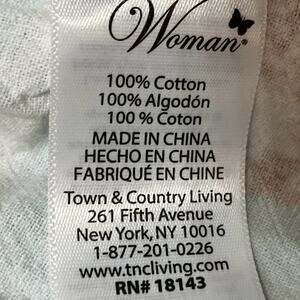 Woman®
100% Cotton
100% Algodón
100 % Coton
MADE IN CHINA
HECHO EN CHINA
FABRIQUÉ EN CHINE
Town & Country Living
261 Fifth Avenue
New York, NY 10016
1-877-201-0226
www.tncliving.com
RN# 18143